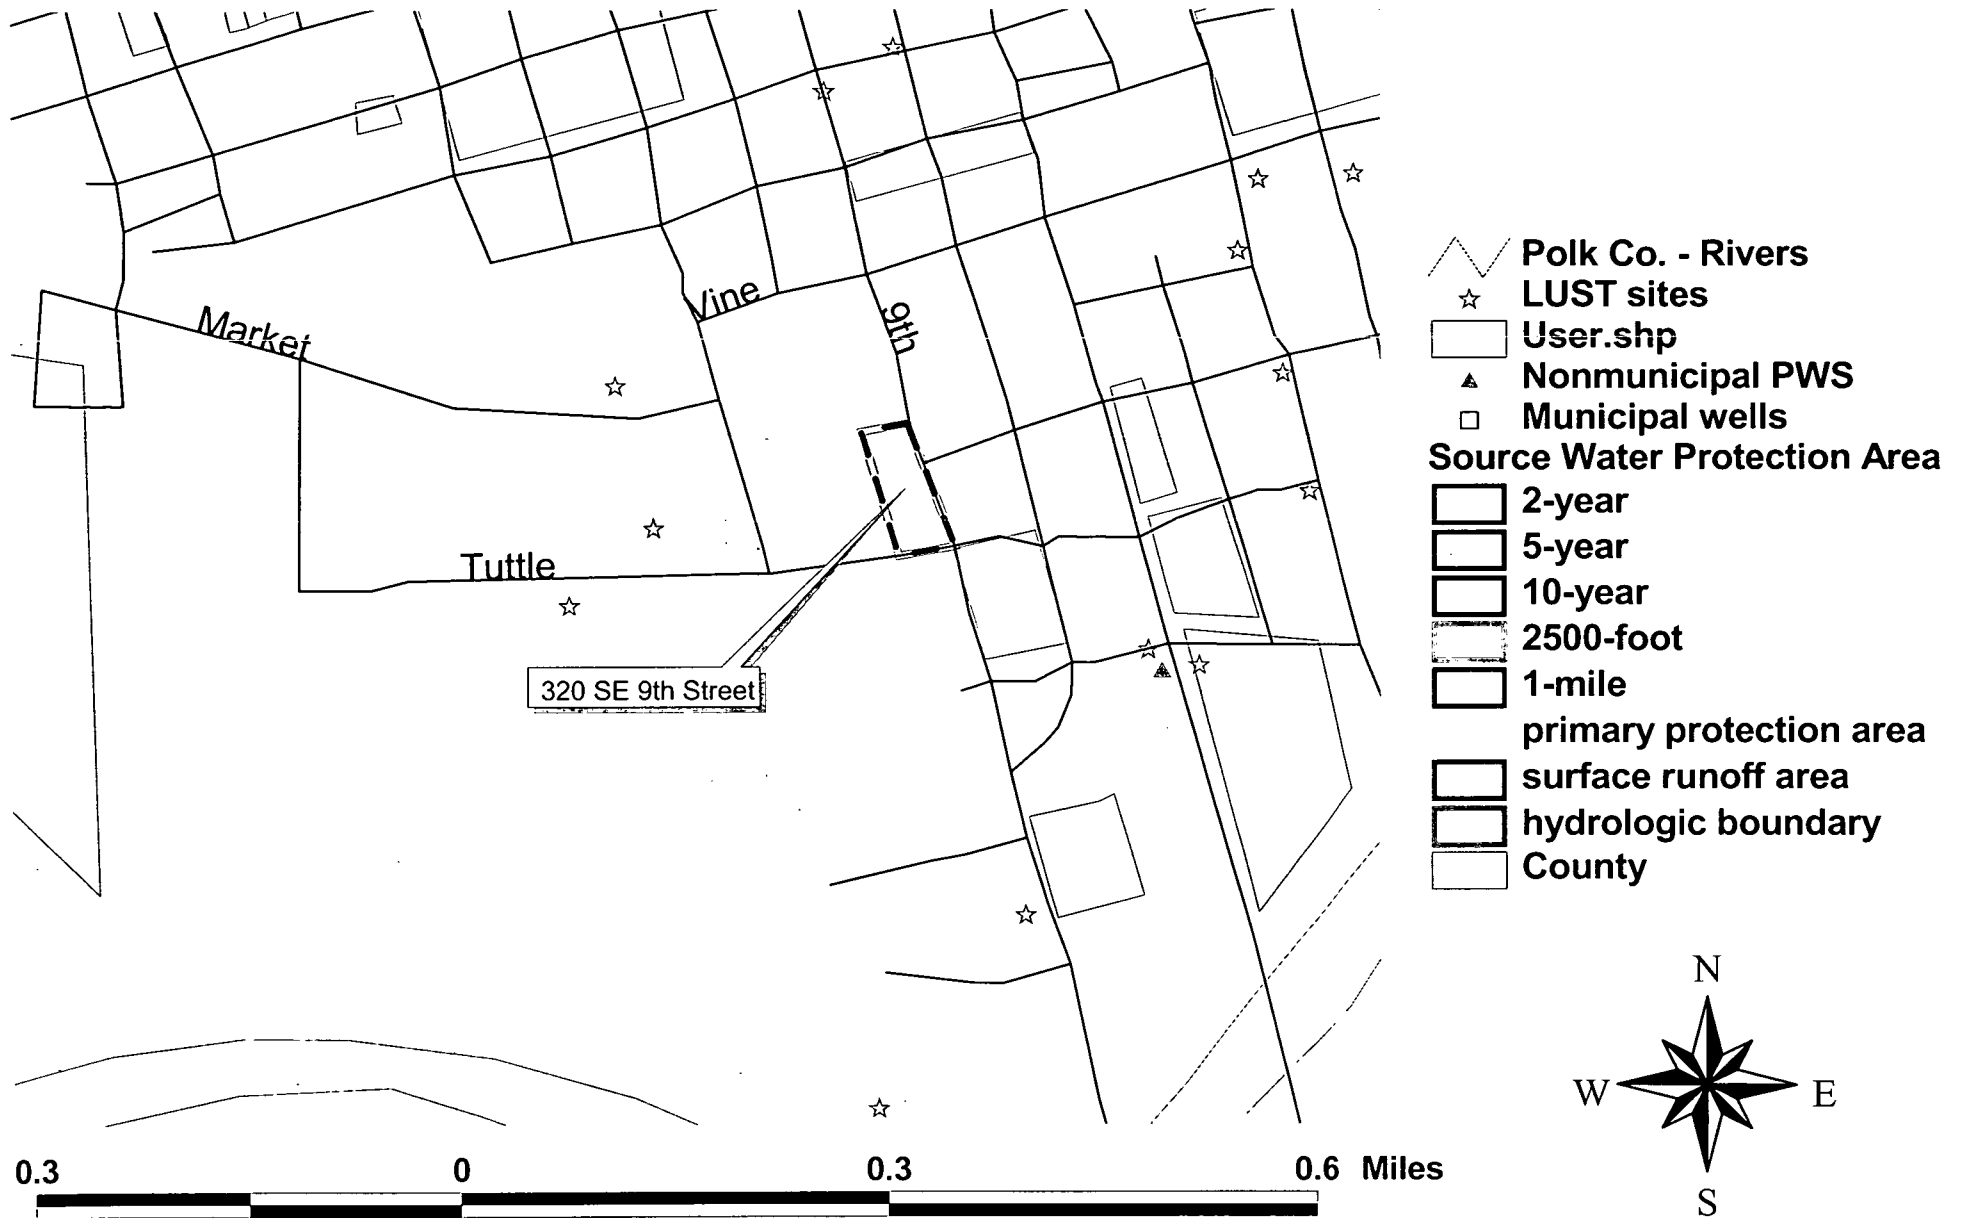 Market
Vine
9th
Tuttle
320 SE 9th Street
Polk Co. - Rivers
LUST sites
User.shp
Nonmunicipal PWS
Municipal wells
Source Water Protection Area
2-year
5-year
10-year
2500-foot
1-mile
primary protection area
surface runoff area
hydrologic boundary
County
N
W E
S
0.3 0 0.3 0.6 Miles